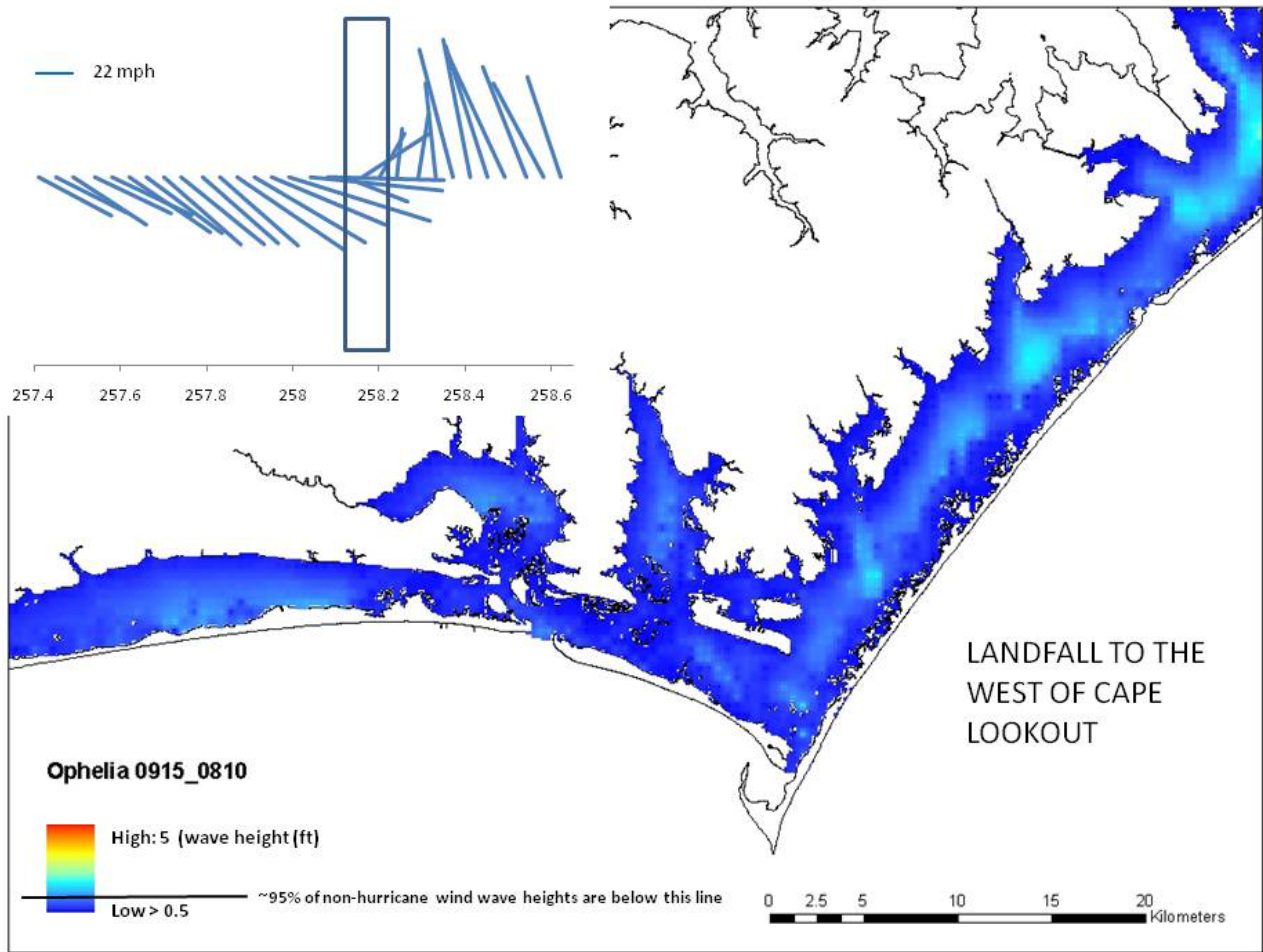 22 mph
257.4 257.6 257.8 258 258.2 258.4 258.6
LANDFALL TO THE
WEST OF CAPE
LOOKOUT
Ophelia 0915_0810
High: 5 (wave height (ft)
~95% of non-hurricane wind wave heights are below this line
Low > 0.5
0 2.5 5 10 15 20
Kilometers